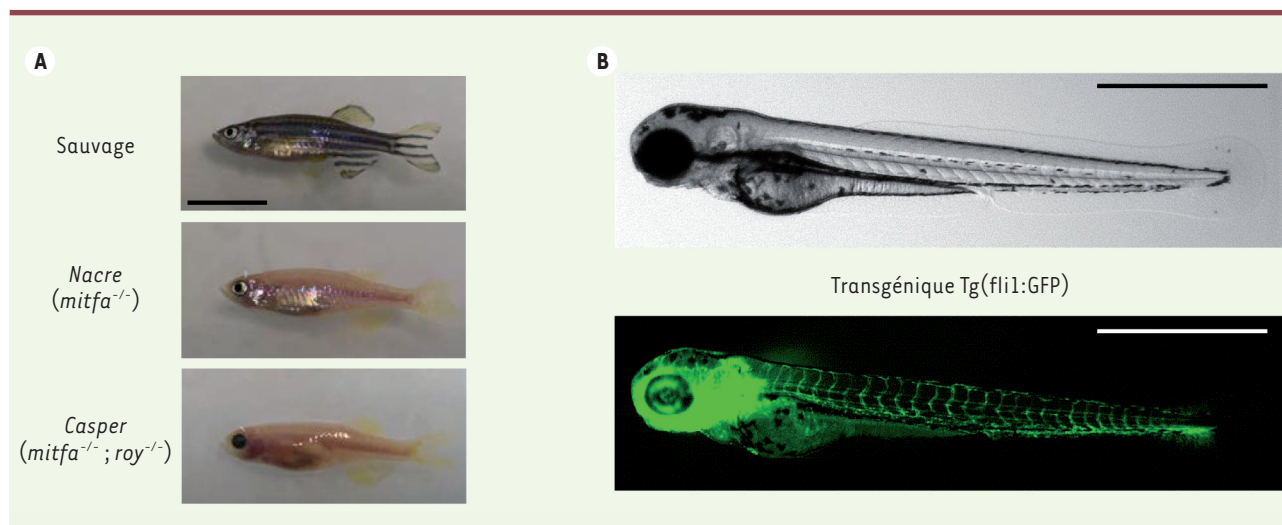 A
Sauvage
Nacre
(mitfa-/-)
Casper
(mitfa-/- ; roy-/-)
B
Transgénique Tg(fli1:GFP)